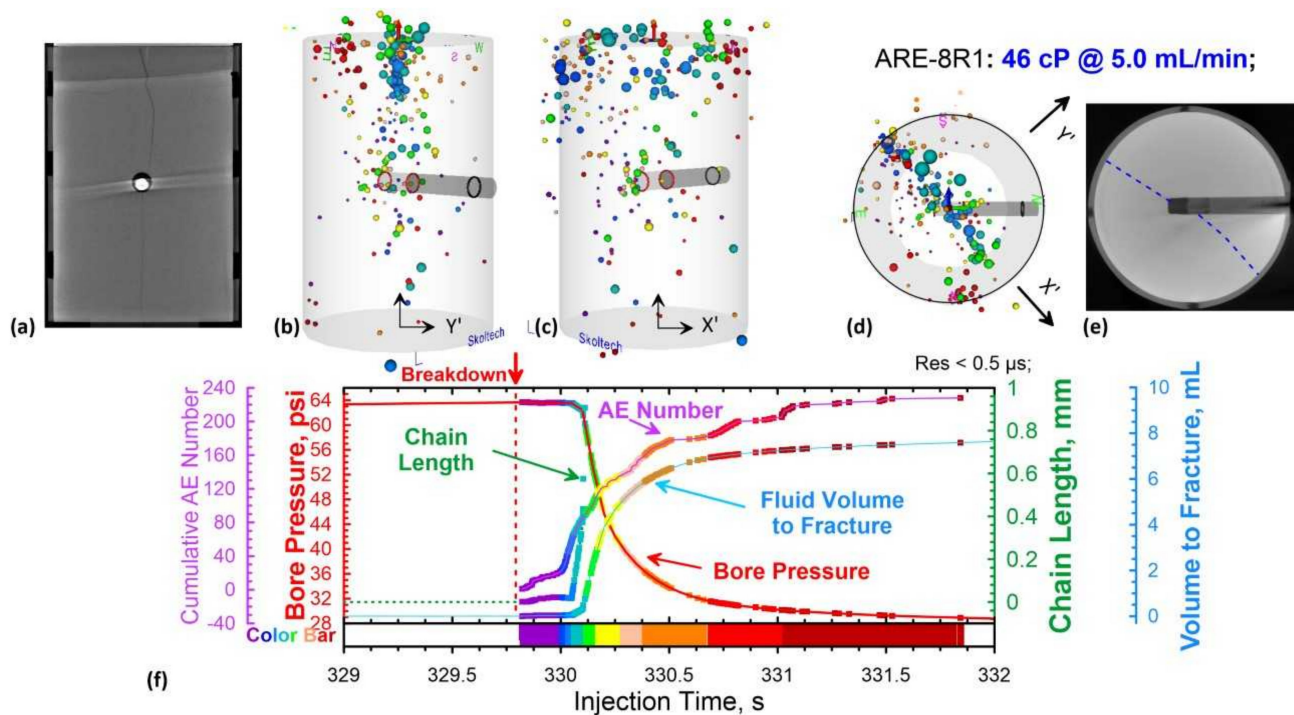 E
W
S
ARE-8R1: 46 cP @ 5.0 mL/min;
S
Y'
X'
(a)
(b)
Y'
Skoltech
L
(c)
X'
Skoltech
L
(d)
(e)
Breakdown
Res < 0.5 μs;
Cumulative AE Number
240
200
160
120
80
40
0
-40
Bore Pressure, psi
64
60
56
52
48
44
40
36
32
28
AE Number
Chain Length
Fluid Volume to Fracture
Bore Pressure
Chain Length, mm
1
0.8
0.6
0.4
0.2
0
Volume to Fracture, mL
10
8
6
4
2
0
Color Bar
329
329.5
330
330.5
331
331.5
332
Injection Time, s
(f)